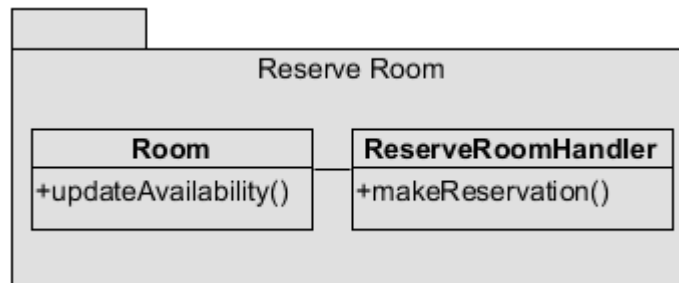 Reserve Room
Room
+updateAvailability()
ReserveRoomHandler
+makeReservation()